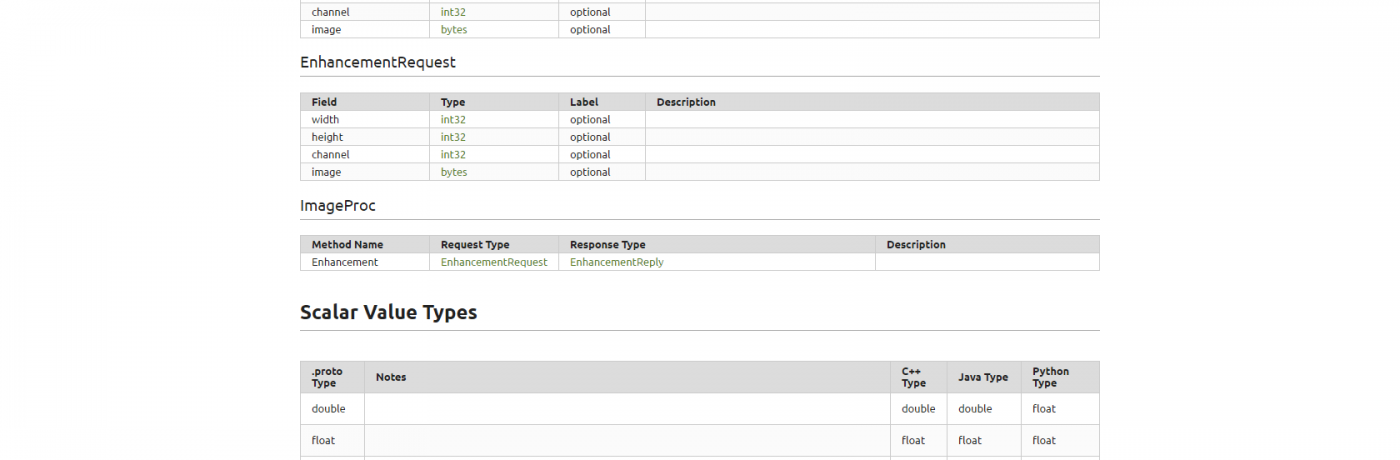 channel int32 optional
image bytes optional
EnhancementRequest
Field Type Label Description
width int32 optional
height int32 optional
channel int32 optional
image bytes optional
ImageProc
Method Name Request Type Response Type Description
Enhancement EnhancementRequest EnhancementReply
Scalar Value Types
.proto Type Notes C++ Type Java Type Python Type
double double double float
float float float float